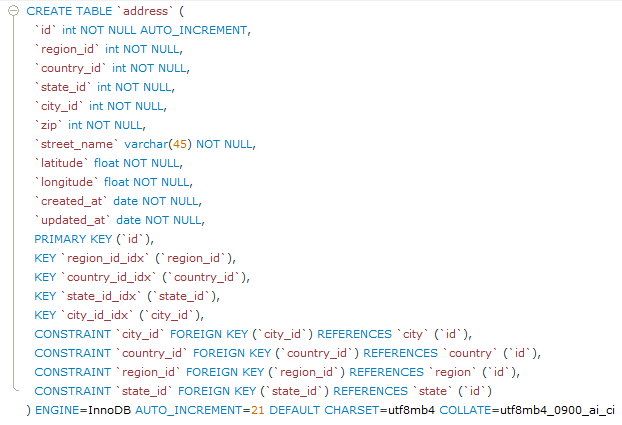 CREATE TABLE `address` (
`id` int NOT NULL AUTO_INCREMENT,
`region_id` int NOT NULL,
`country_id` int NOT NULL,
`state_id` int NOT NULL,
`city_id` int NOT NULL,
`zip` int NOT NULL,
`street_name` varchar(45) NOT NULL,
`latitude` float NOT NULL,
`longitude` float NOT NULL,
`created_at` date NOT NULL,
`updated_at` date NOT NULL,
PRIMARY KEY (`id`),
KEY `region_id_idx` (`region_id`),
KEY `country_id_idx` (`country_id`),
KEY `state_id_idx` (`state_id`),
KEY `city_id_idx` (`city_id`),
CONSTRAINT `city_id` FOREIGN KEY (`city_id`) REFERENCES `city` (`id`),
CONSTRAINT `country_id` FOREIGN KEY (`country_id`) REFERENCES `country` (`id`),
CONSTRAINT `region_id` FOREIGN KEY (`region_id`) REFERENCES `region` (`id`),
CONSTRAINT `state_id` FOREIGN KEY (`state_id`) REFERENCES `state` (`id`)
) ENGINE=InnoDB AUTO_INCREMENT=21 DEFAULT CHARSET=utf8mb4 COLLATE=utf8mb4_0900_ai_ci